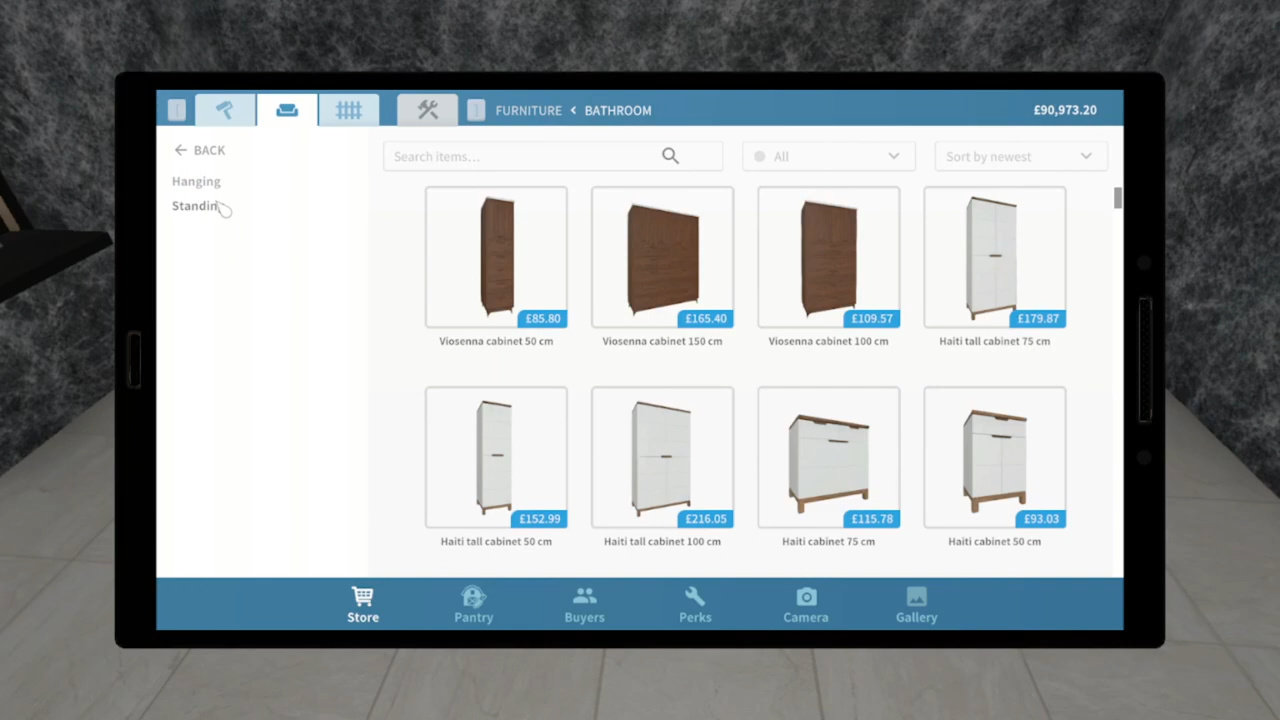 FURNITURE < BATHROOM
£90,973.20
BACK
Hanging
Standin
Search items...
All
Sort by newest
£85.80
£165.40
£109.57
£179.87
Viosenna cabinet 50 cm
Viosenna cabinet 150 cm
Viosenna cabinet 100 cm
Haiti tall cabinet 75 cm
£152.99
£216.05
£115.78
£93.03
Haiti tall cabinet 50 cm
Haiti tall cabinet 100 cm
Haiti cabinet 75 cm
Haiti cabinet 50 cm
Store
Pantry
Buyers
Perks
Camera
Gallery